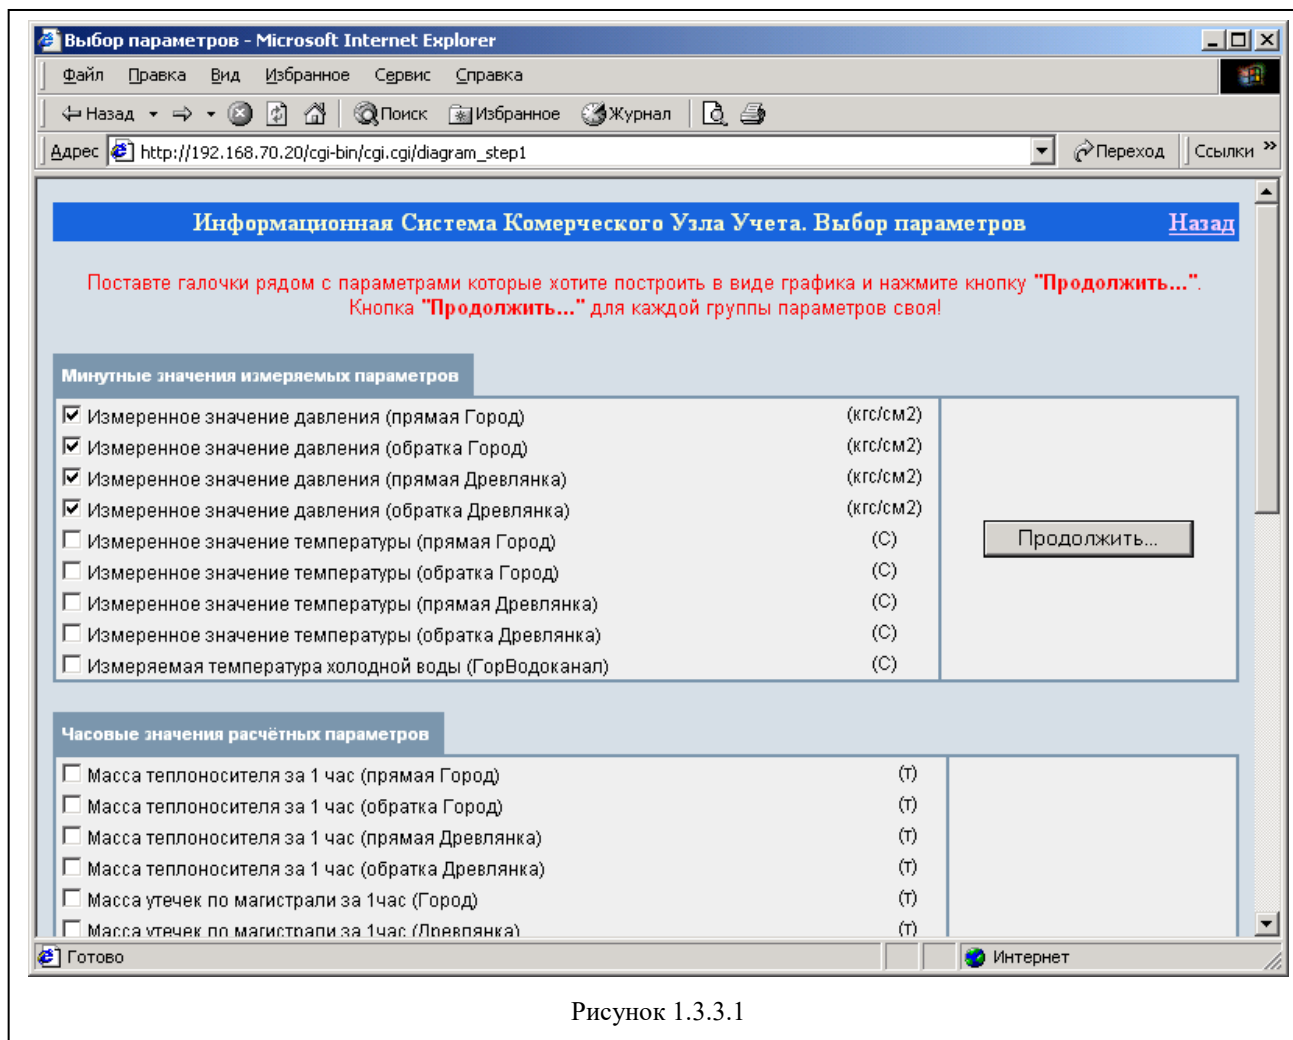 Выбор параметров - Microsoft Internet Explorer
Файл Правка Вид Избранное Сервис Справка
Назад Поиск Избранное Журнал
Адрес http://192.168.70.20/cgi-bin/cgi.cgi/diagram_step1 Переход Ссылки »
Информационная Система Комерческого Узла Учета. Выбор параметров Назад
Поставте галочки рядом с параметрами которые хотите построить в виде графика и нажмите кнопку "Продолжить...".
Кнопка "Продолжить..." для каждой группы параметров своя!
Минутные значения измеряемых параметров
Измеренное значение давления (прямая Город) (кгс/см2)
Измеренное значение давления (обратка Город) (кгс/см2)
Измеренное значение давления (прямая Древлянка) (кгс/см2)
Измеренное значение давления (обратка Древлянка) (кгс/см2)
Измеренное значение температуры (прямая Город) (C)
Продолжить...
Измеренное значение температуры (обратка Город) (C)
Измеренное значение температуры (прямая Древлянка) (C)
Измеренное значение температуры (обратка Древлянка) (C)
Измеряемая температура холодной воды (ГорВодоканал) (C)
Часовые значения расчётных параметров
Масса теплоносителя за 1 час (прямая Город) (т)
Масса теплоносителя за 1 час (обратка Город) (т)
Масса теплоносителя за 1 час (прямая Древлянка) (т)
Масса теплоносителя за 1 час (обратка Древлянка) (т)
Масса утечек по магистрали за 1час (Город) (т)
Масса утечек по магистрали за 1час (Древлянка) (т)
Готово Интернет
Рисунок 1.3.3.1